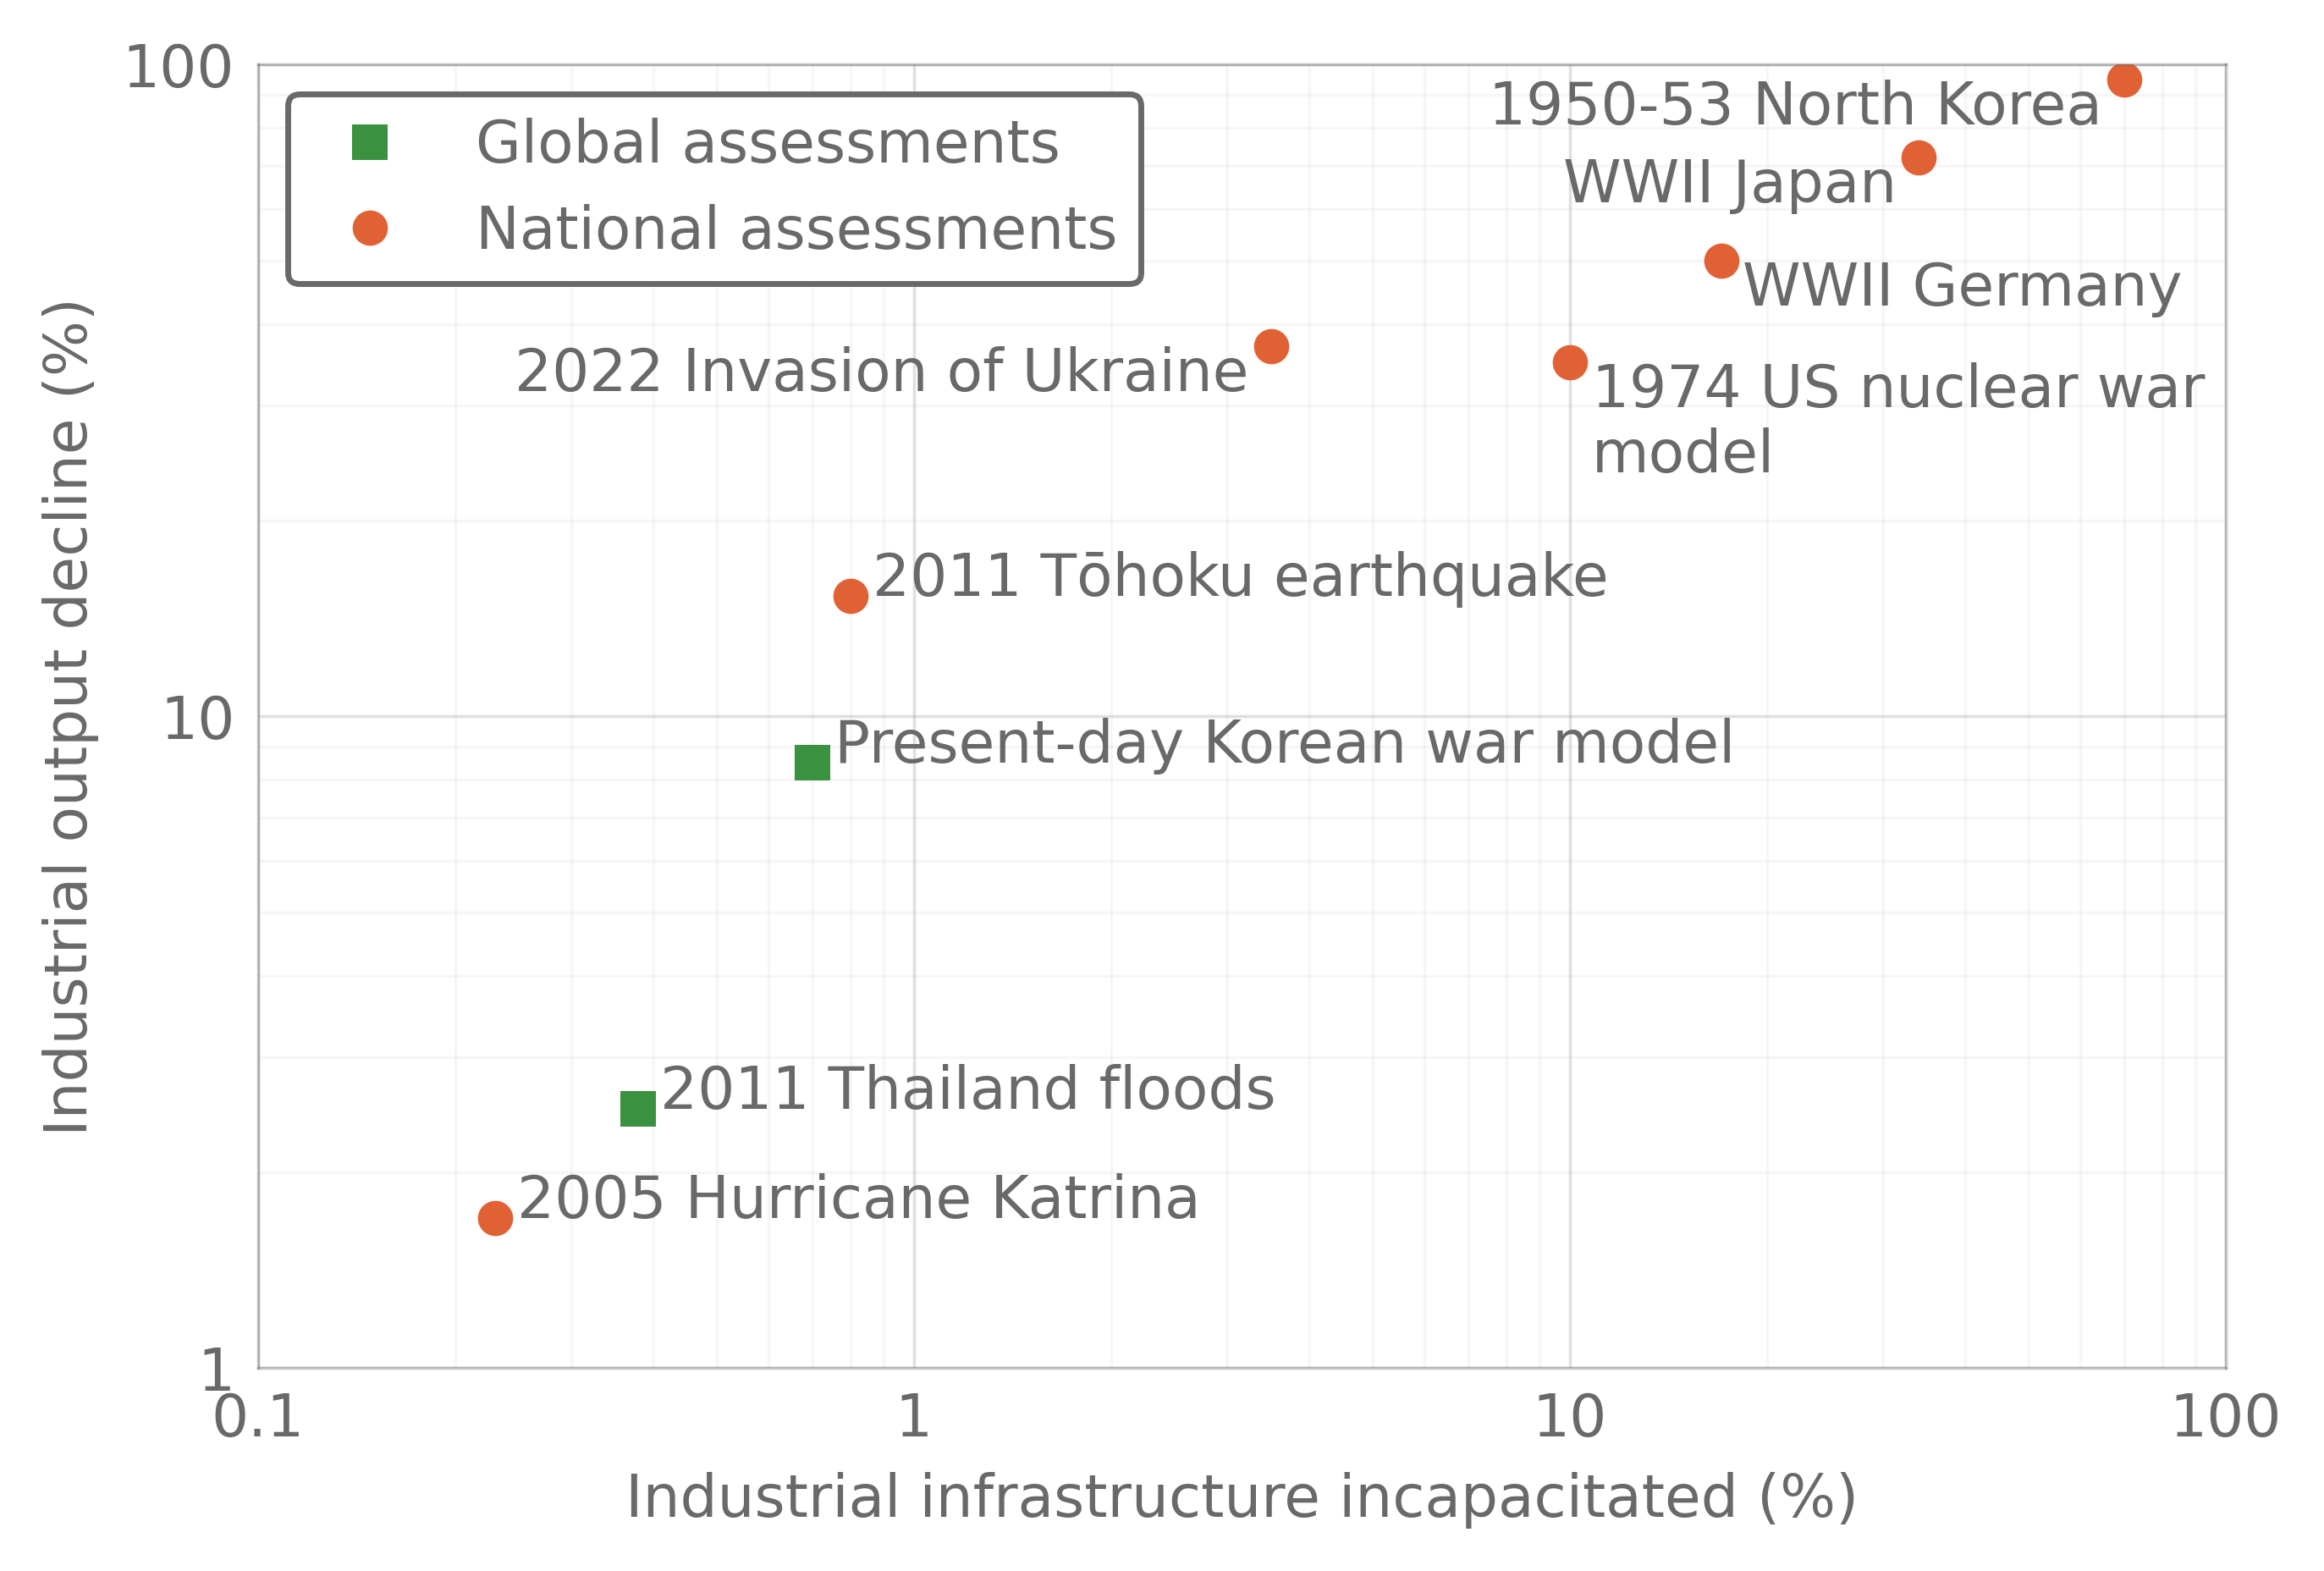 100
1950-53 North Korea
Global assessments
WWII Japan
National assessments
WWII Germany
2022 Invasion of Ukraine
1974 US nuclear war
model
2011 Tōhoku earthquake
10
Present-day Korean war model
Industrial output decline (%)
2011 Thailand floods
2005 Hurricane Katrina
1
0.1
1
10
100
Industrial infrastructure incapacitated (%)